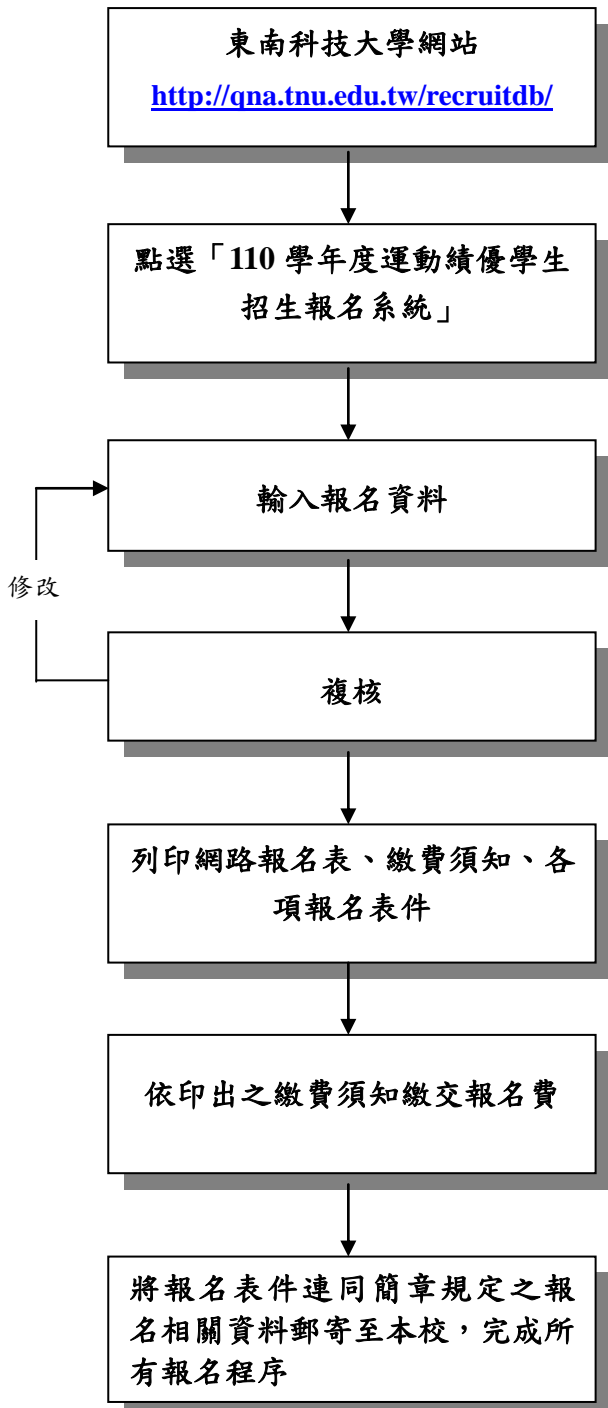 東南科技大學網站
http://qna.tnu.edu.tw/recruitdb/
點選「110 學年度運動績優學生
招生報名系統」
輸入報名資料
修改
複核
列印網路報名表、繳費須知、各
項報名表件
依印出之繳費須知繳交報名費
將報名表件連同簡章規定之報
名相關資料郵寄至本校，完成所
有報名程序